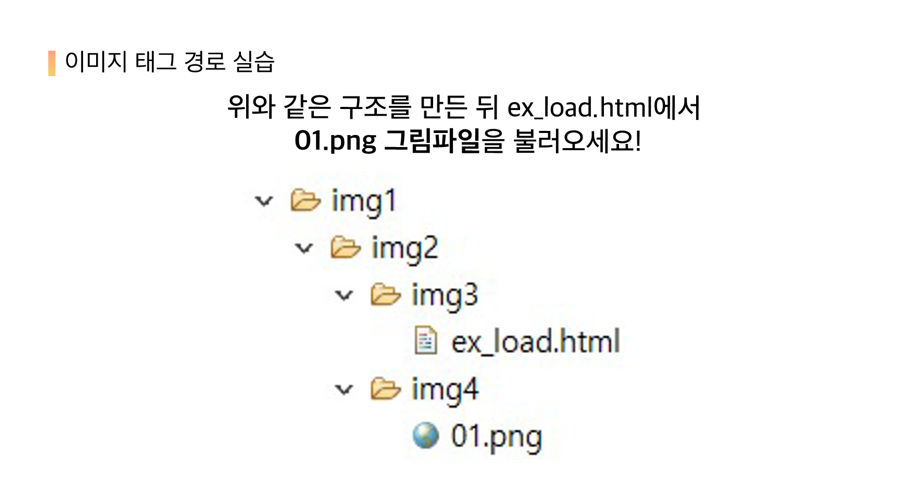 이미지 태그 경로 실습
위와 같은 구조를 만든 뒤 ex_load.html에서
01.png 그림파일을 불러오세요!
img1
img2
img3
ex_load.html
img4
01.png